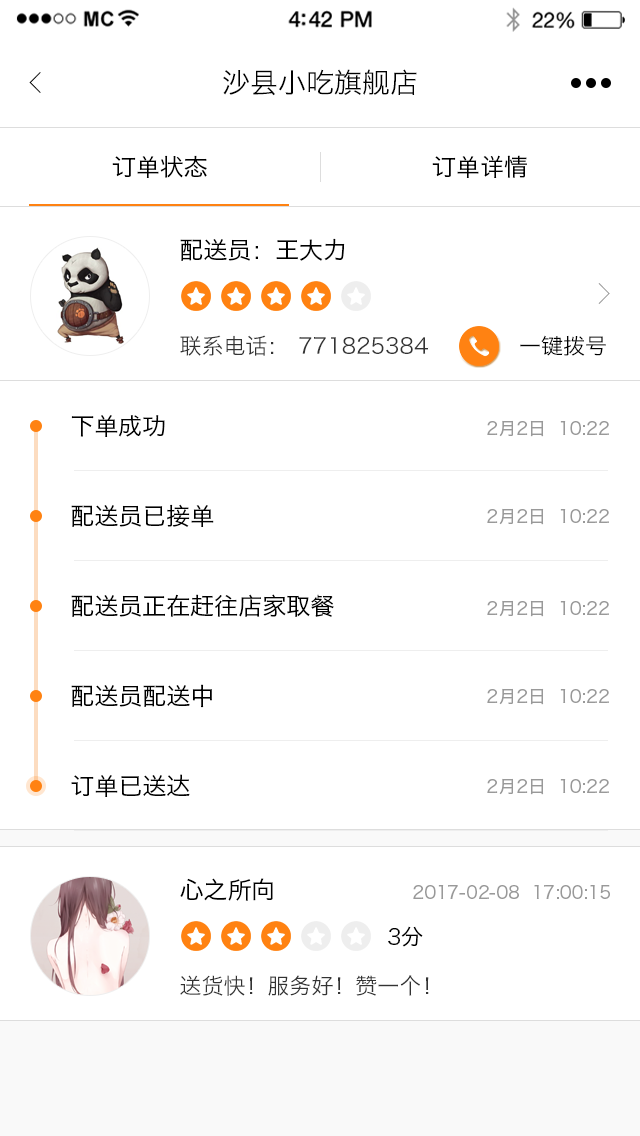 MC 4:42 PM 22%
沙县小吃旗舰店
订单状态 订单详情
配送员：王大力
联系电话： 771825384 一键拨号
下单成功 2月2日 10:22
配送员已接单 2月2日 10:22
配送员正在赶往店家取餐 2月2日 10:22
配送员配送中 2月2日 10:22
订单已送达 2月2日 10:22
心之所向 2017-02-08 17:00:15
3分
送货快！服务好！赞一个！